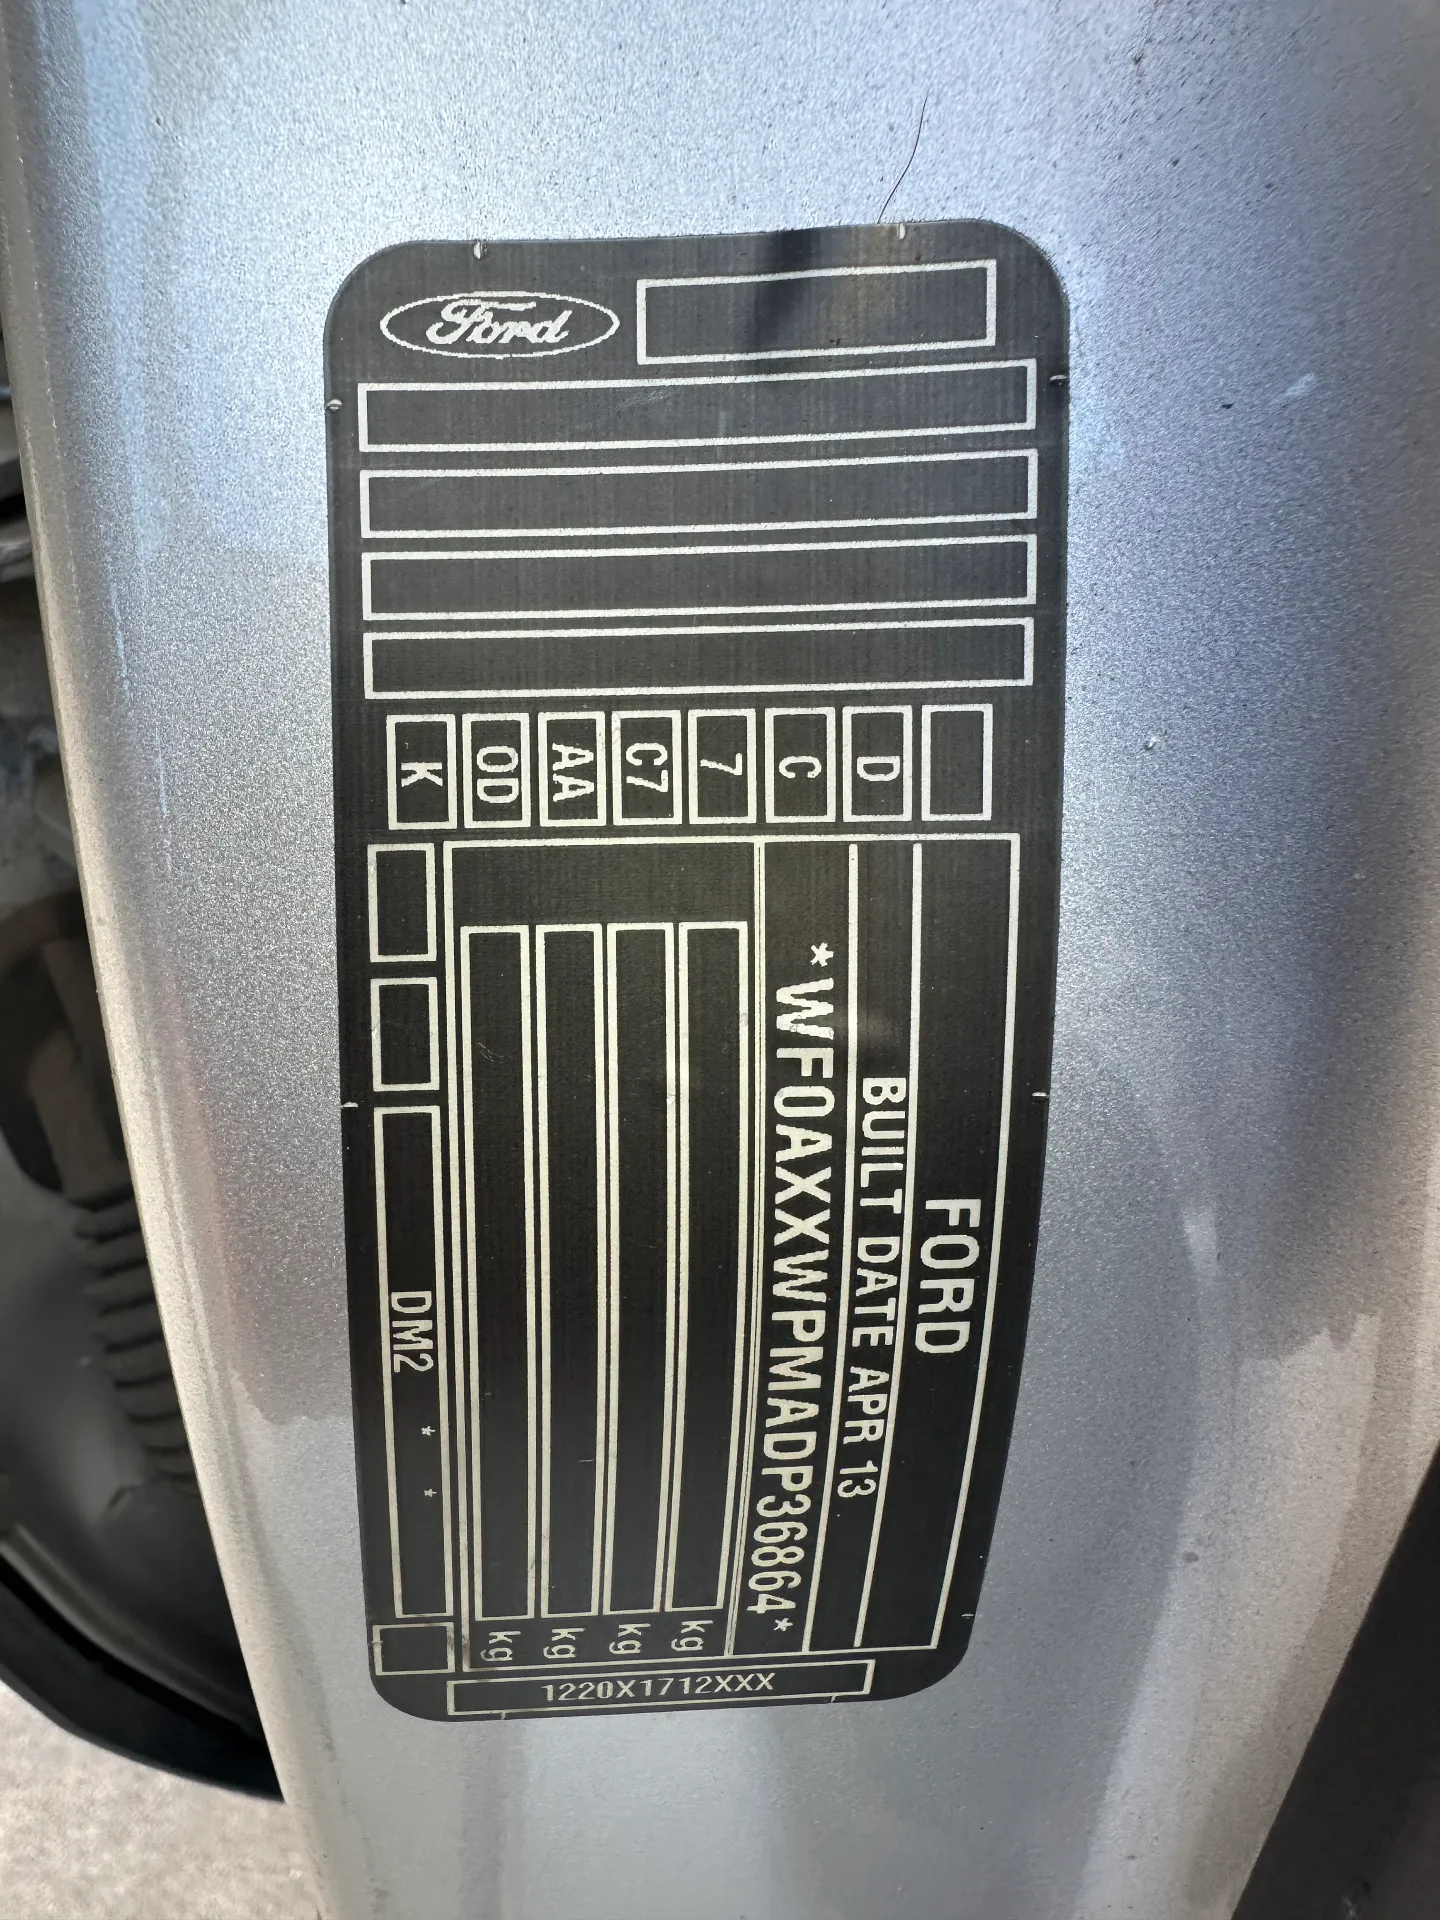 Ford
K
OD
AA
C7
7
C
D
FORD
BUILT DATE APR 13
*WF0AXXWPMADP36864*
kg
kg
kg
kg
DM2 * *
1220X1712XXX